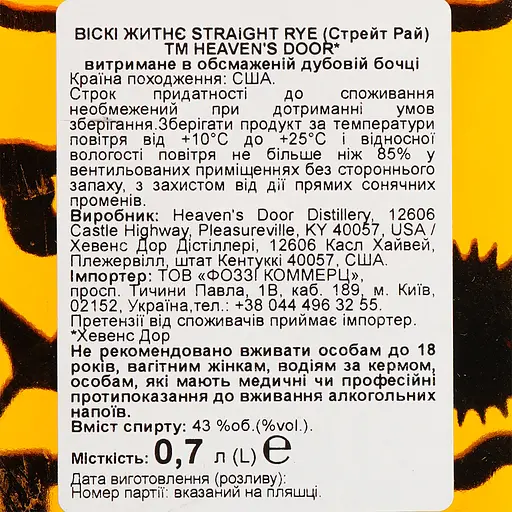 ВІСКІ ЖИТНЄ STRAiGHT RYE (Стрейт Рай)
ТМ HEAVEN'S DOOR*
витримане в обсмаженій дубовій бочці
Країна походження: США.
Строк придатності до споживання
необмежений при дотриманні умов
зберігання.Зберігати продукт за температури
повітря від +10°С до +25°С і відносної
вологості повітря не більше ніж 85% у
вентильованих приміщеннях без стороннього
запаху, з захистом від дії прямих сонячних
променів.
Виробник: Heaven's Door Distillery, 12606
Castle Highway, Pleasureville, KY 40057, USA /
Хевенс Дор Дістіллері, 12606 Касл Хайвей,
Плежервілл, штат Кентуккі 40057, США.
Імпортер: ТОВ «ФОЗЗІ КОММЕРЦ»,
просп. Тичини Павла, 1В, каб. 189, м. Київ,
02152, Україна,тел.: +38 044 496 32 55.
Претензії від споживачів приймає імпортер.
*Хевенс Дор
Не рекомендовано вживати особам до 18
років, вагітним жінкам, водіям за кермом,
особам, які мають медичні чи професійні
протипоказання до вживання алкогольних
напоїв.
Вміст спирту: 43 %об.(%vol.).
Місткість: 0,7 л (L) ℮
Дата виготовлення (розливу):
Номер партії: вказаний на пляшці.